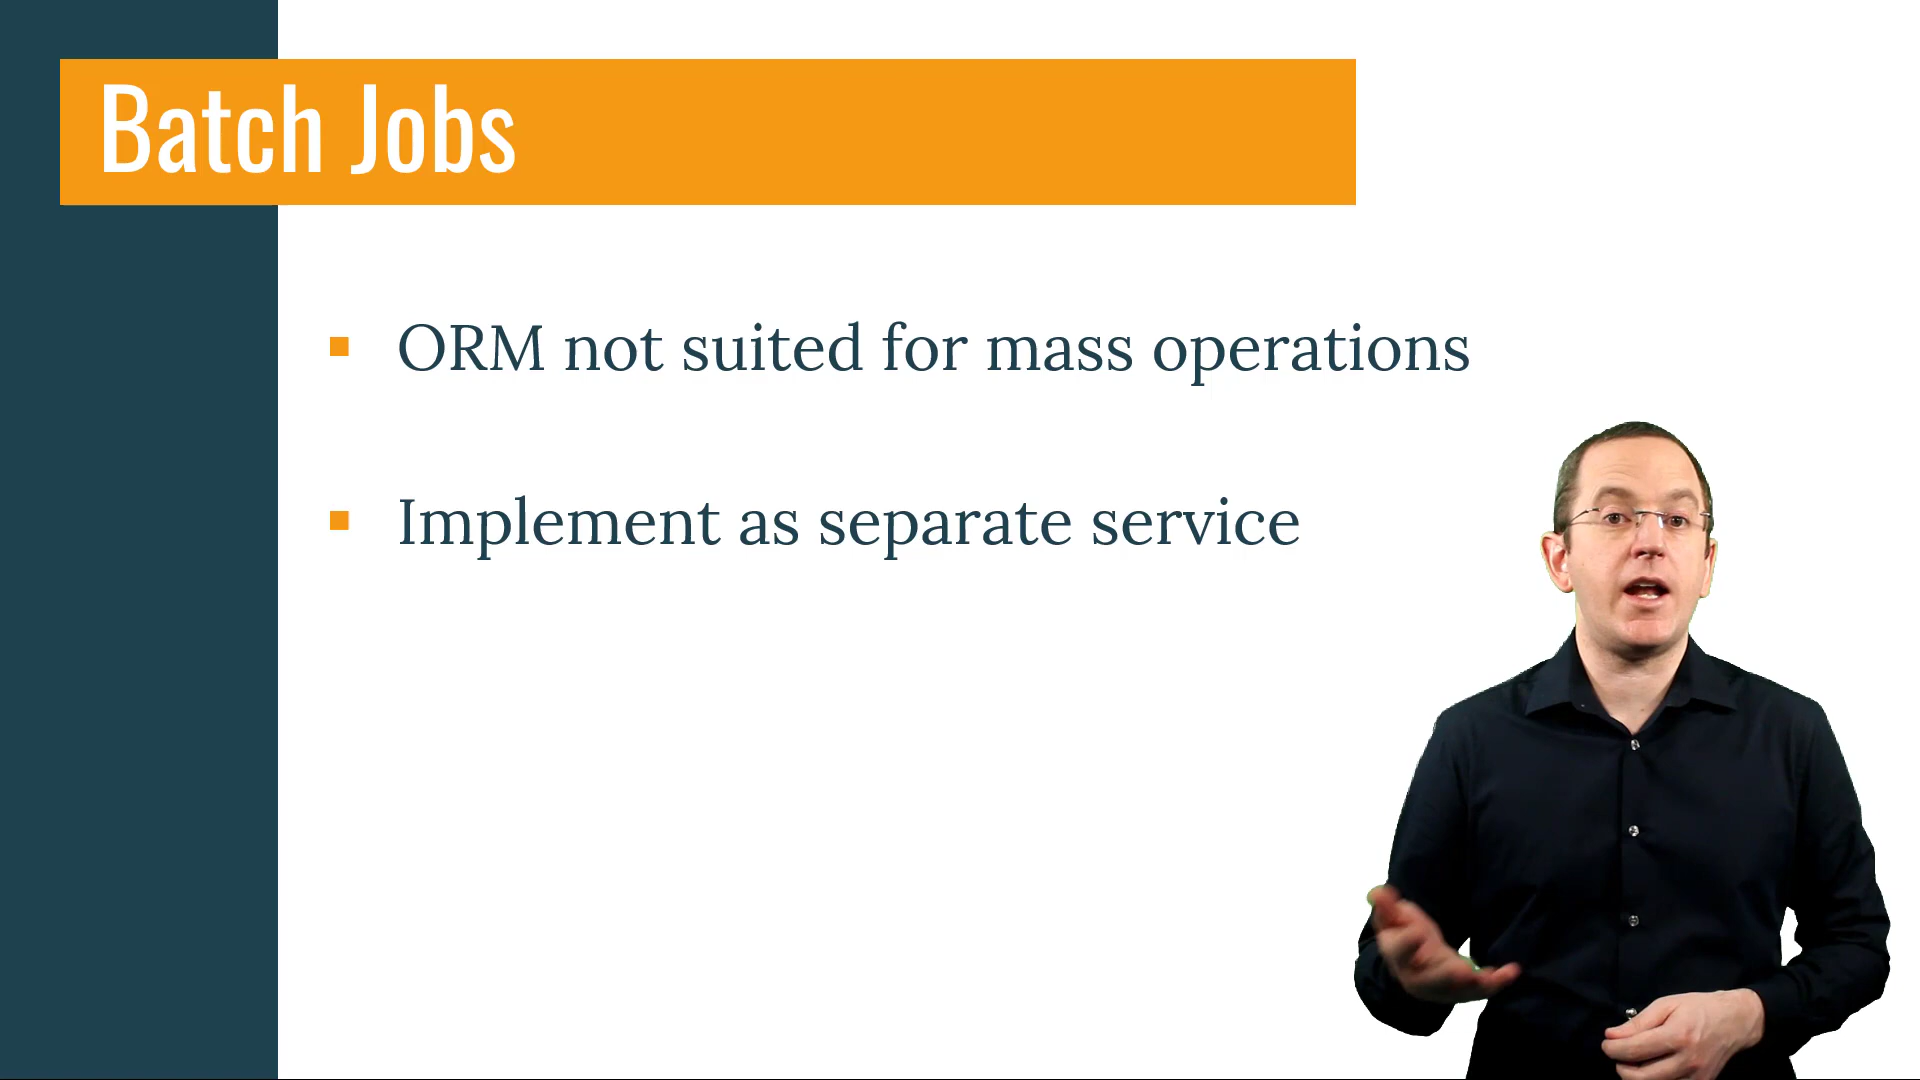 Batch Jobs
ORM not suited for mass operations
Implement as separate service